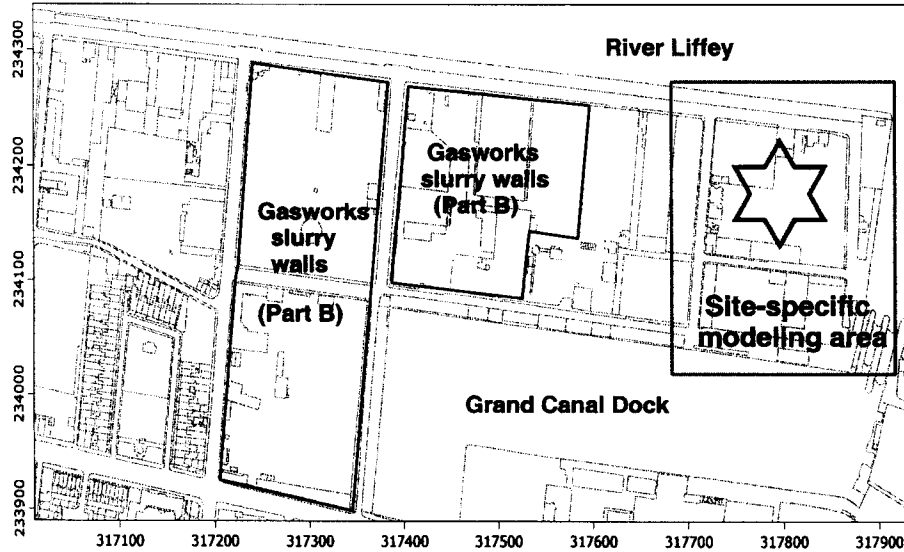 River Liffey
Gasworks
slurry walls
(Part B)
Gasworks
slurry
walls
(Part B)
Site-specific
modeling area
Grand Canal Dock
234300
234200
234100
234000
233900
317100
317200
317300
317400
317500
317600
317700
317800
317900